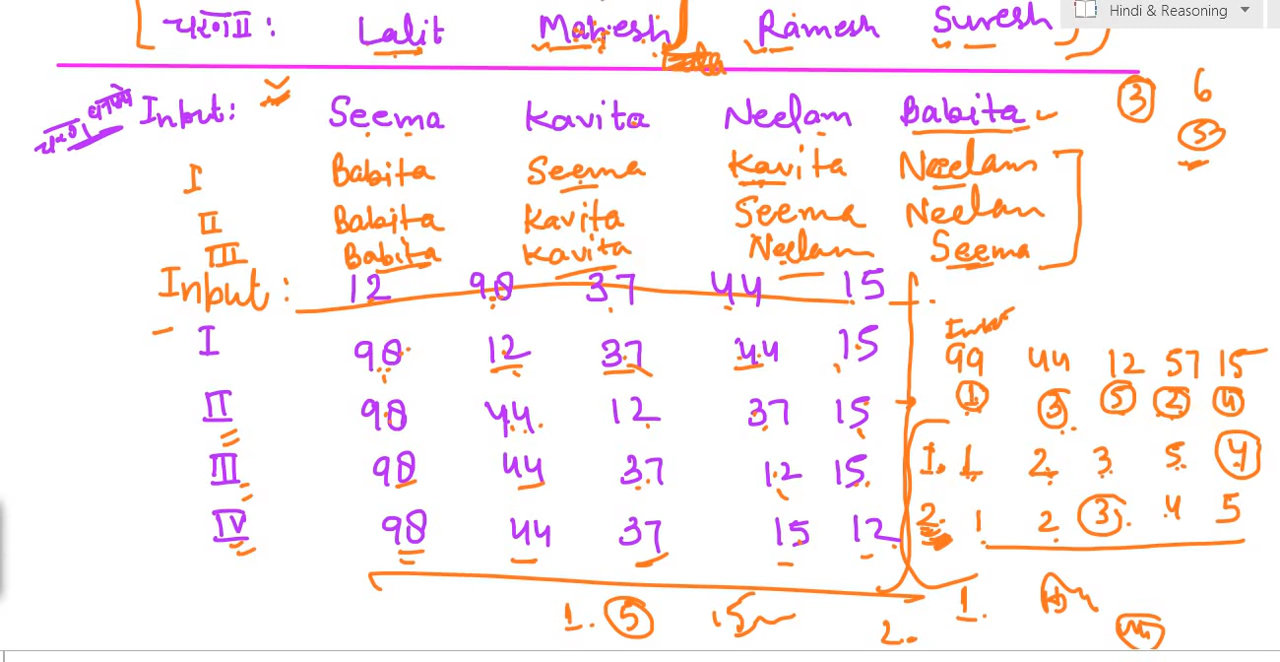 Hindi & Reasoning
चरण II : Lalit Mahesh Ramesh Suresh
Input: Seema Kavita Neelam Babita 3 6
5
I Babita Seema Kavita Neelam
II Babita Kavita Seema Neelam
III Babita Kavita Neelam Seema
Input: 12 98 37 44 15
I 98 12 37 44 15
99 44 12 57 15
1 3 5 2 4
II 98 44 12 37 15
1. 1 2 3 5 4
III 98 44 37 12 15
2. 1 2 3 4 5
IV 98 44 37 15 12
1. 5
1.
2.